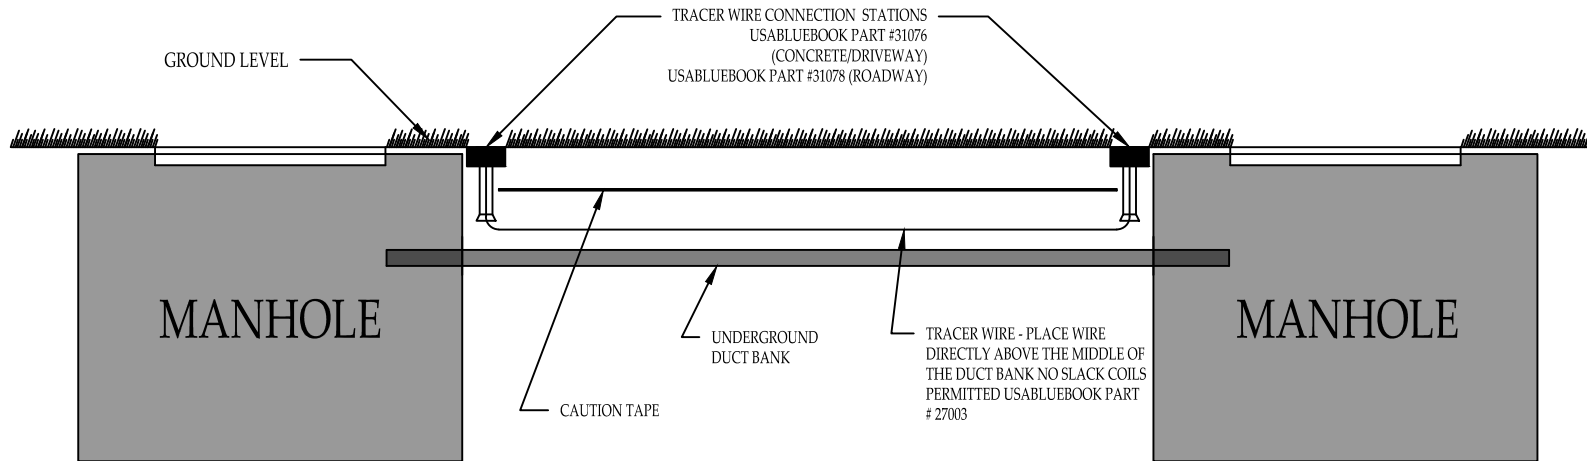 TRACER WIRE CONNECTION STATIONS
USABLUEBOOK PART #31076
(CONCRETE/DRIVEWAY)
USABLUEBOOK PART #31078 (ROADWAY)
GROUND LEVEL
MANHOLE
MANHOLE
UNDERGROUND
DUCT BANK
TRACER WIRE - PLACE WIRE
DIRECTLY ABOVE THE MIDDLE OF
THE DUCT BANK NO SLACK COILS
PERMITTED USABLUEBOOK PART
# 27003
CAUTION TAPE